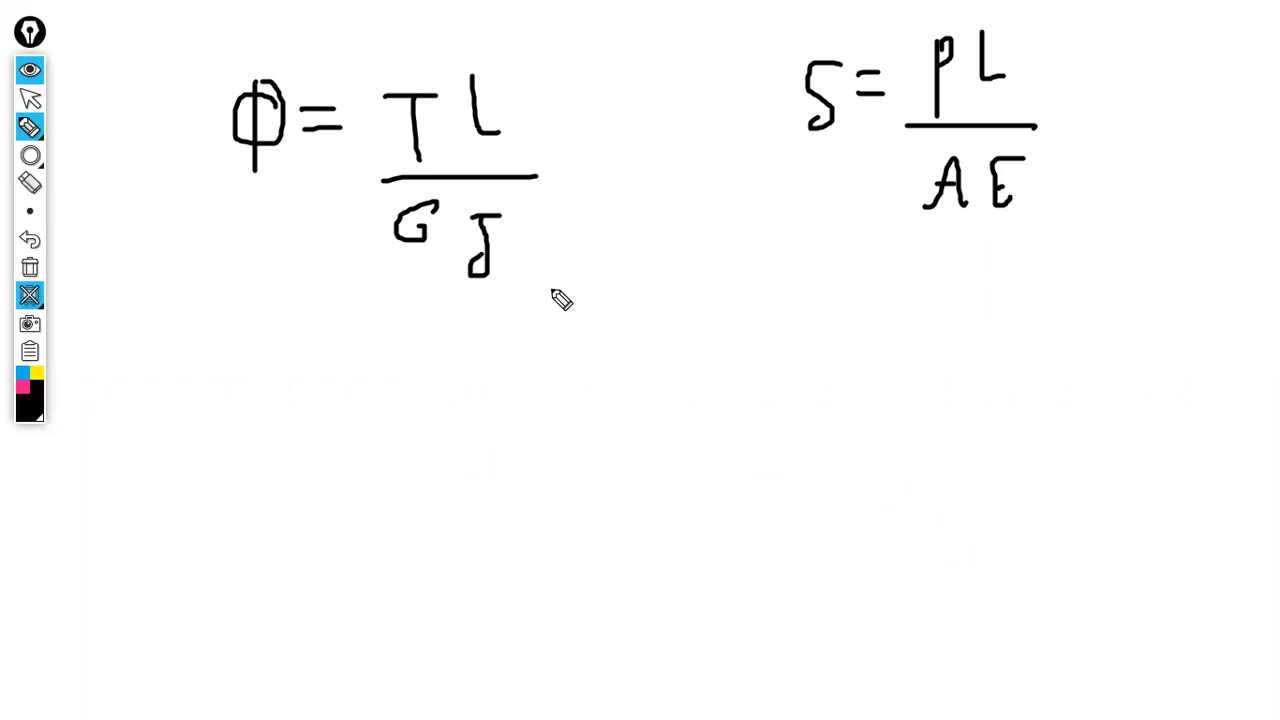 φ = TL / GJ
δ = PL / AE